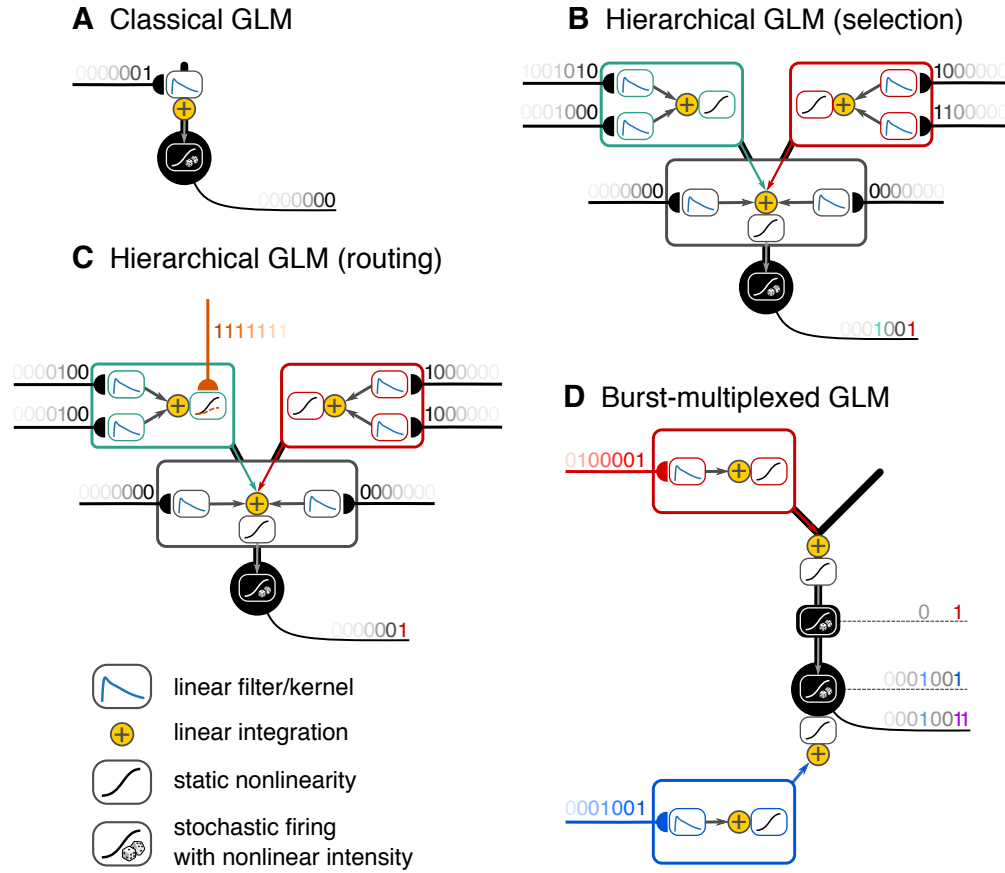 A Classical GLM
0000001
0000000
B Hierarchical GLM (selection)
1001010
1000000
0001000
1100000
0000000
0000000
0001001
C Hierarchical GLM (routing)
1111111
0000100
1000000
0000100
1000000
0000000
0000000
0000001
D Burst-multiplexed GLM
0100001
0 1
0001001
00010011
0001001
linear filter/kernel
linear integration
static nonlinearity
stochastic firing
with nonlinear intensity